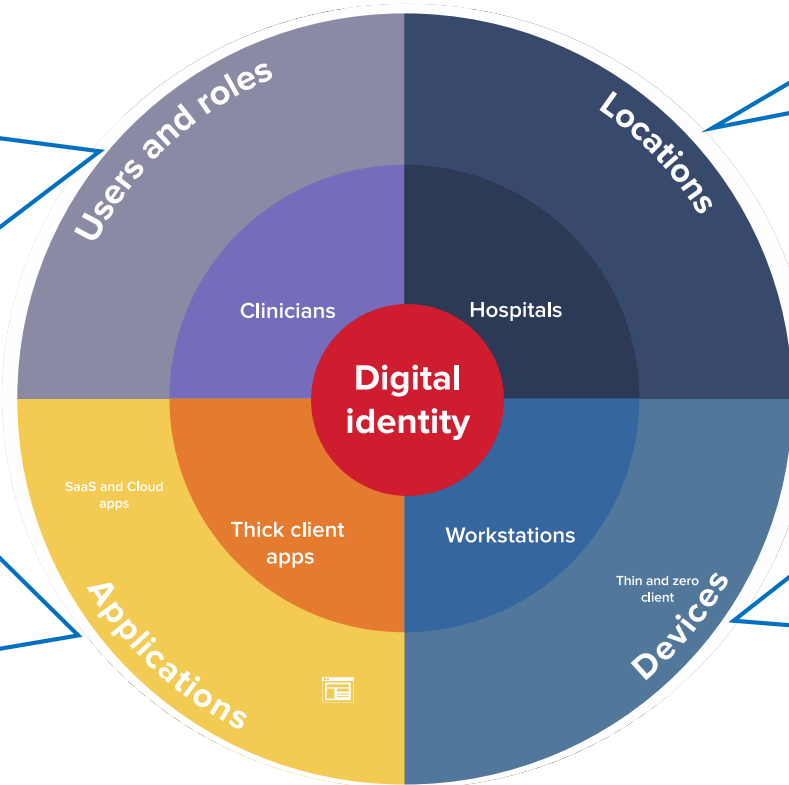 Users and roles
Locations
Clinicians
Hospitals
Digital
identity
SaaS and Cloud
apps
Thick client
apps
Workstations
Thin and zero
client
Applications
Devices